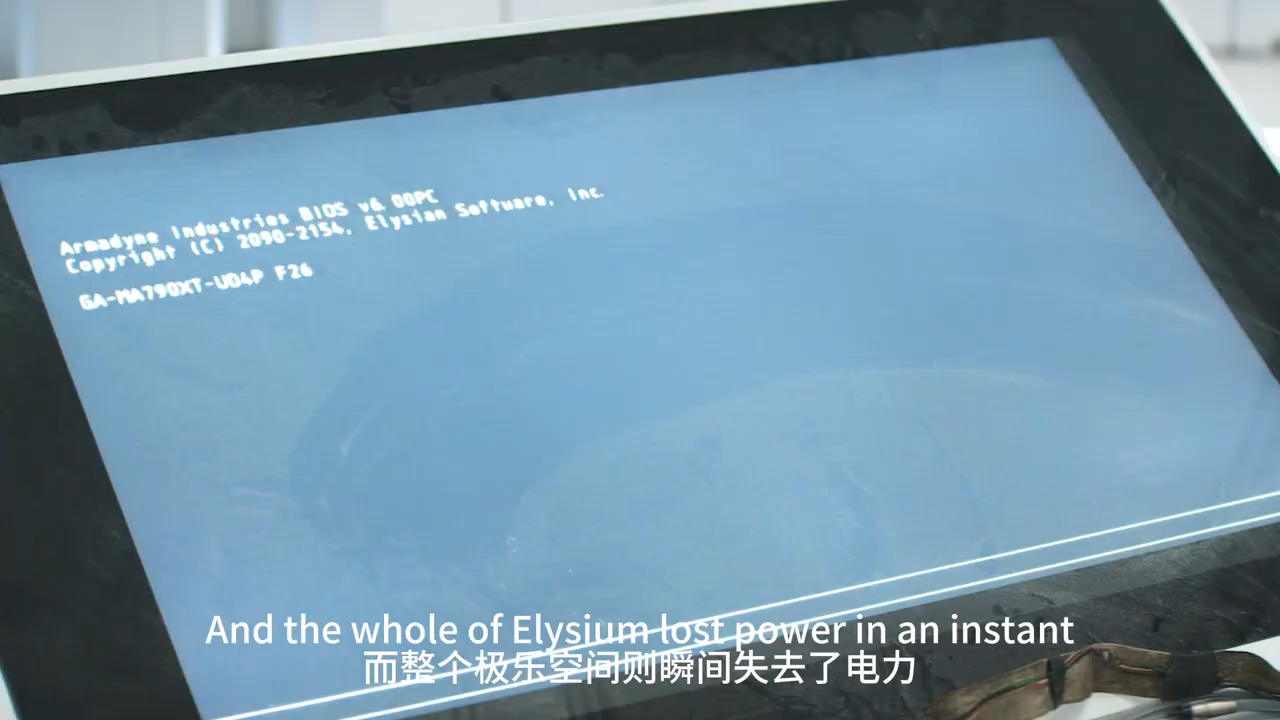 Armadyne Industries BIOS v6.00PC
Copyright (C) 2090-2154, Elysian Software, Inc.
GA-MA790XT-UD4P F26
And the whole of Elysium lost power in an instant
而整个极乐空间则瞬间失去了电力